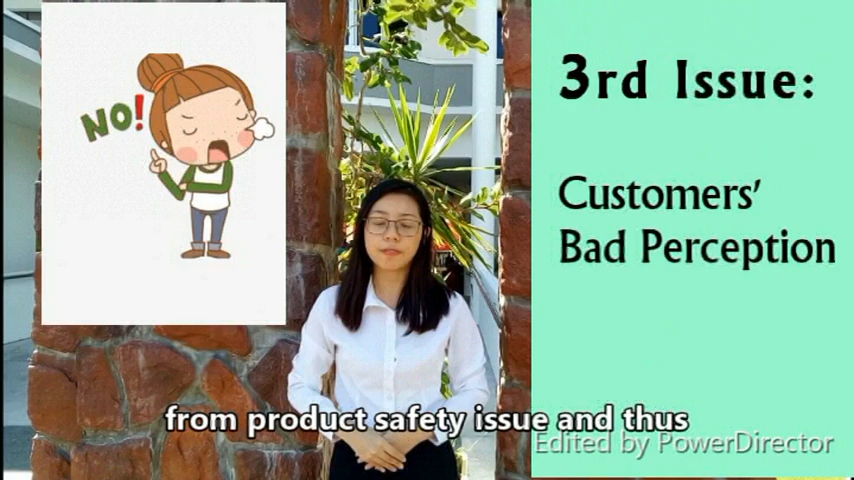 NO!
3rd Issue:
Customers'
Bad Perception
from product safety issue and thus
Edited by PowerDirector